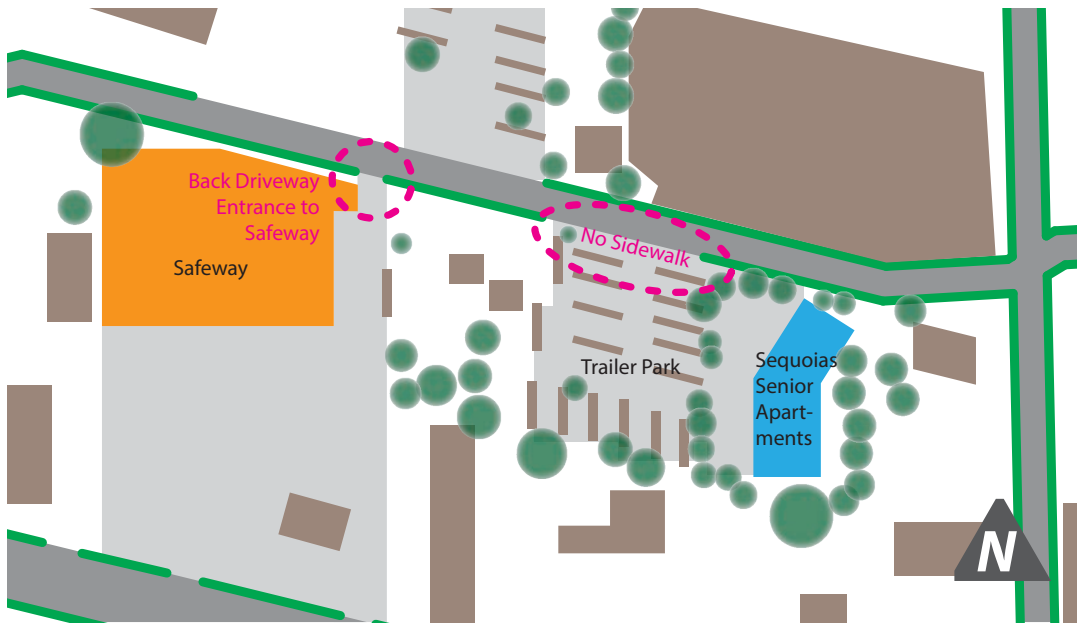 Back Driveway
Entrance to
Safeway
Safeway
No Sidewalk
Trailer Park
Sequoias
Senior
Apart-
ments
N